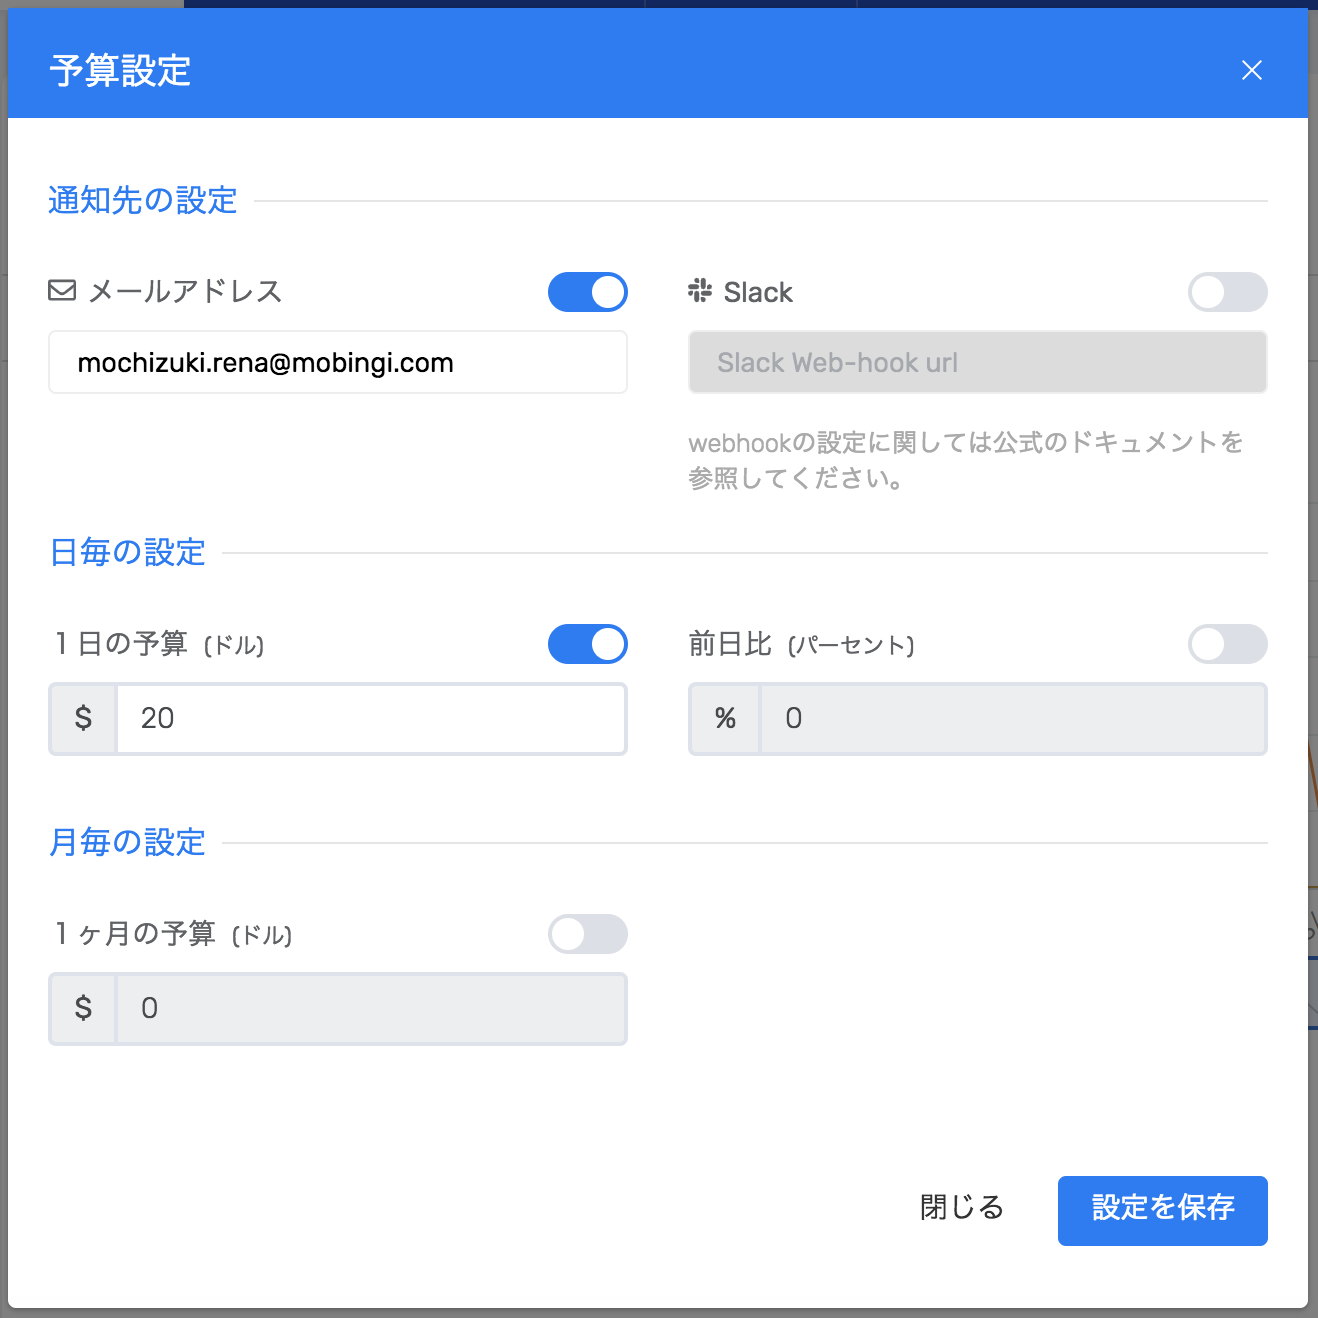 予算設定
通知先の設定
メールアドレス
Slack
mochizuki.rena@mobingi.com
Slack Web-hook url
webhookの設定に関しては公式のドキュメントを
参照してください。
日毎の設定
1 日の予算 (ドル)
前日比 (パーセント)
$ 20
% 0
月毎の設定
1 ヶ月の予算 (ドル)
$ 0
閉じる
設定を保存